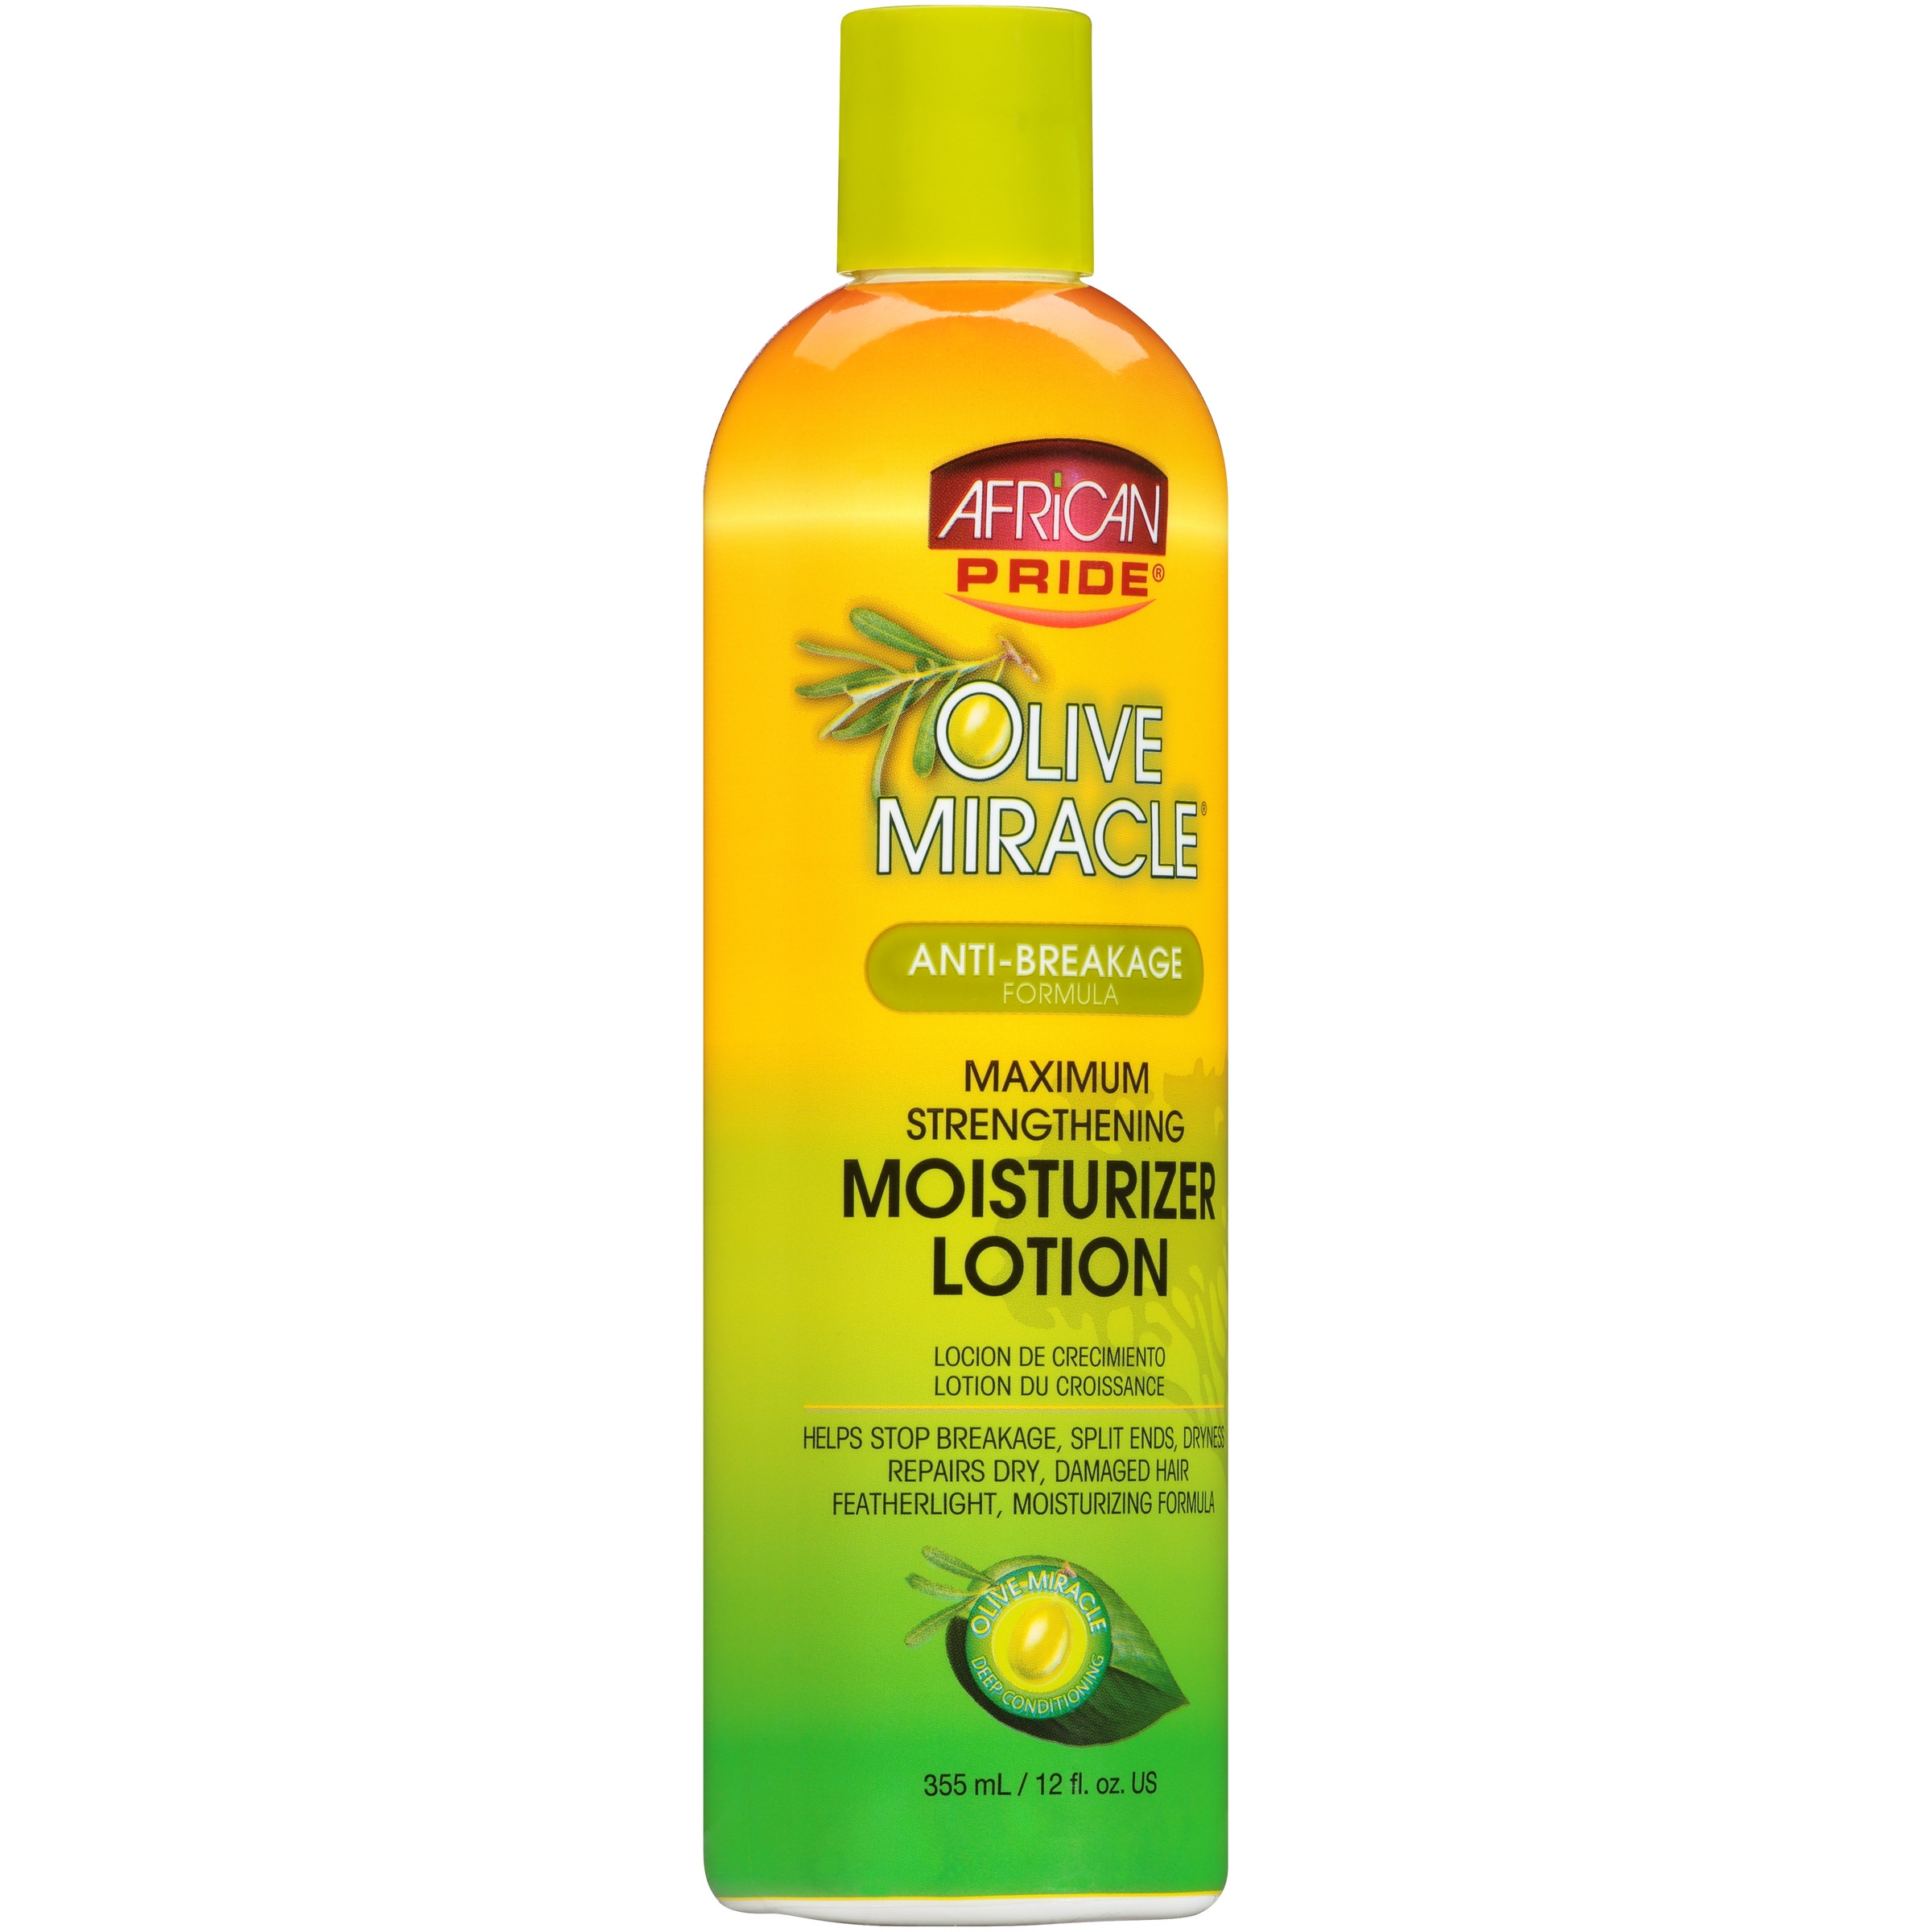 AFRiCAN
PRIDE®
OLIVE
MIRACLE®
ANTI-BREAKAGE
FORMULA
MAXIMUM
STRENGTHENING
MOISTURIZER
LOTION
LOCION DE CRECIMIENTO
LOTION DU CROISSANCE
HELPS STOP BREAKAGE, SPLIT ENDS, DRYNESS
REPAIRS DRY, DAMAGED HAIR
FEATHERLIGHT, MOISTURIZING FORMULA
OLIVE MIRACLE
DEEP CONDITIONING
355 mL / 12 fl. oz. US